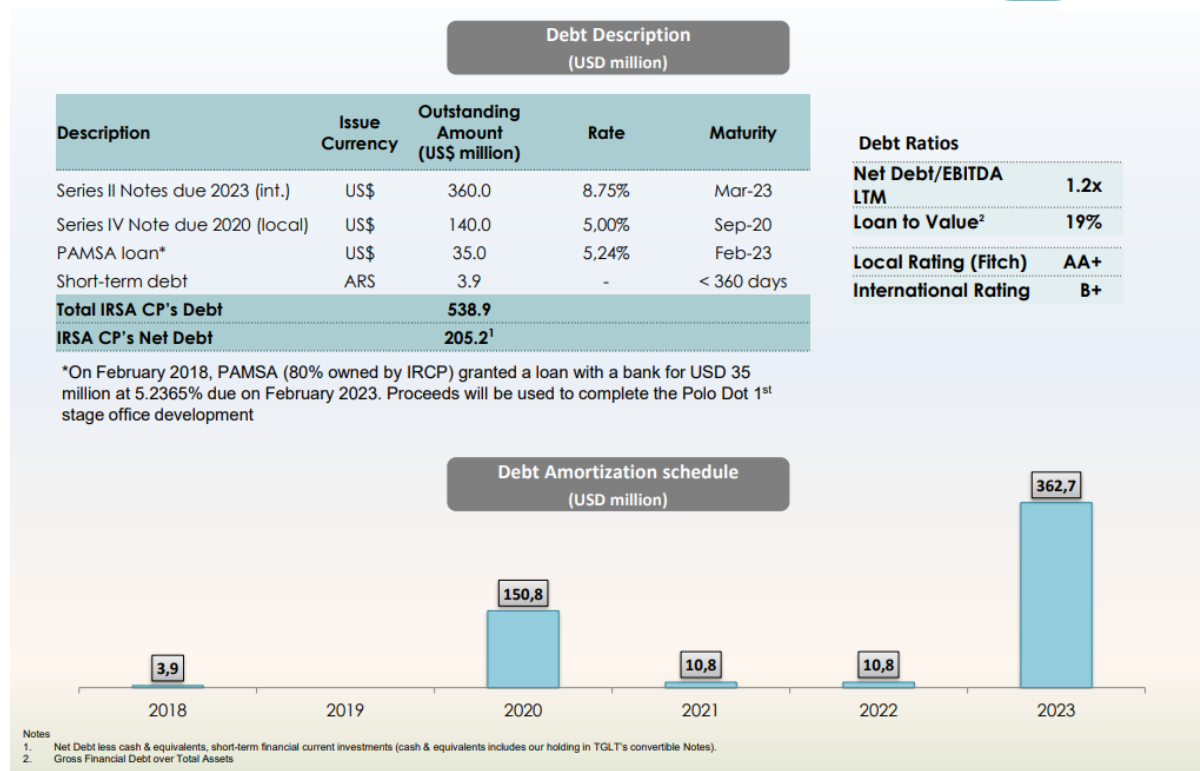 Debt Description
(USD million)
Description Issue Currency Outstanding Amount (US$ million) Rate Maturity
Series II Notes due 2023 (int.) US$ 360.0 8.75% Mar-23
Series IV Note due 2020 (local) US$ 140.0 5,00% Sep-20
PAMSA loan* US$ 35.0 5,24% Feb-23
Short-term debt ARS 3.9 - < 360 days
Total IRSA CP's Debt 538.9
IRSA CP's Net Debt 205.2¹
*On February 2018, PAMSA (80% owned by IRCP) granted a loan with a bank for USD 35
million at 5.2365% due on February 2023. Proceeds will be used to complete the Polo Dot 1st
stage office development
Debt Ratios
Net Debt/EBITDA LTM 1.2x
Loan to Value² 19%
Local Rating (Fitch) AA+
International Rating B+
Debt Amortization schedule
(USD million)
3,9
150,8
10,8
10,8
362,7
2018 2019 2020 2021 2022 2023
Notes
1. Net Debt less cash & equivalents, short-term financial current investments (cash & equivalents includes our holding in TGLT's convertible Notes).
2. Gross Financial Debt over Total Assets